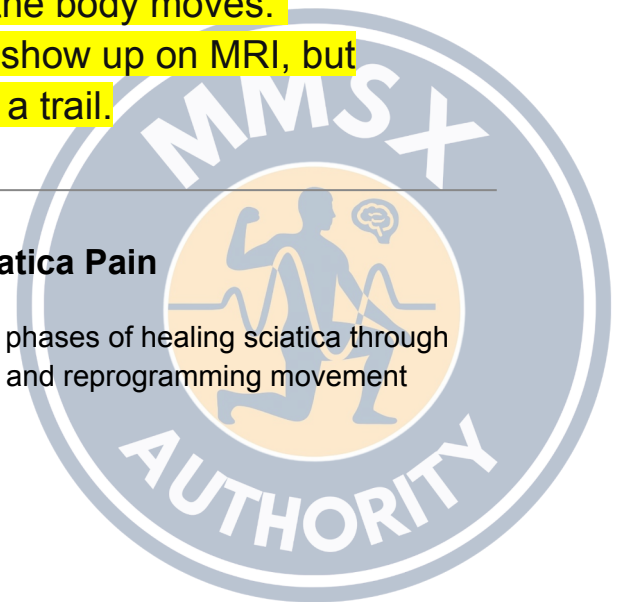 the body moves.
show up on MRI, but
a trail.
MMSX
atica Pain
phases of healing sciatica through
and reprogramming movement
AUTHORITY